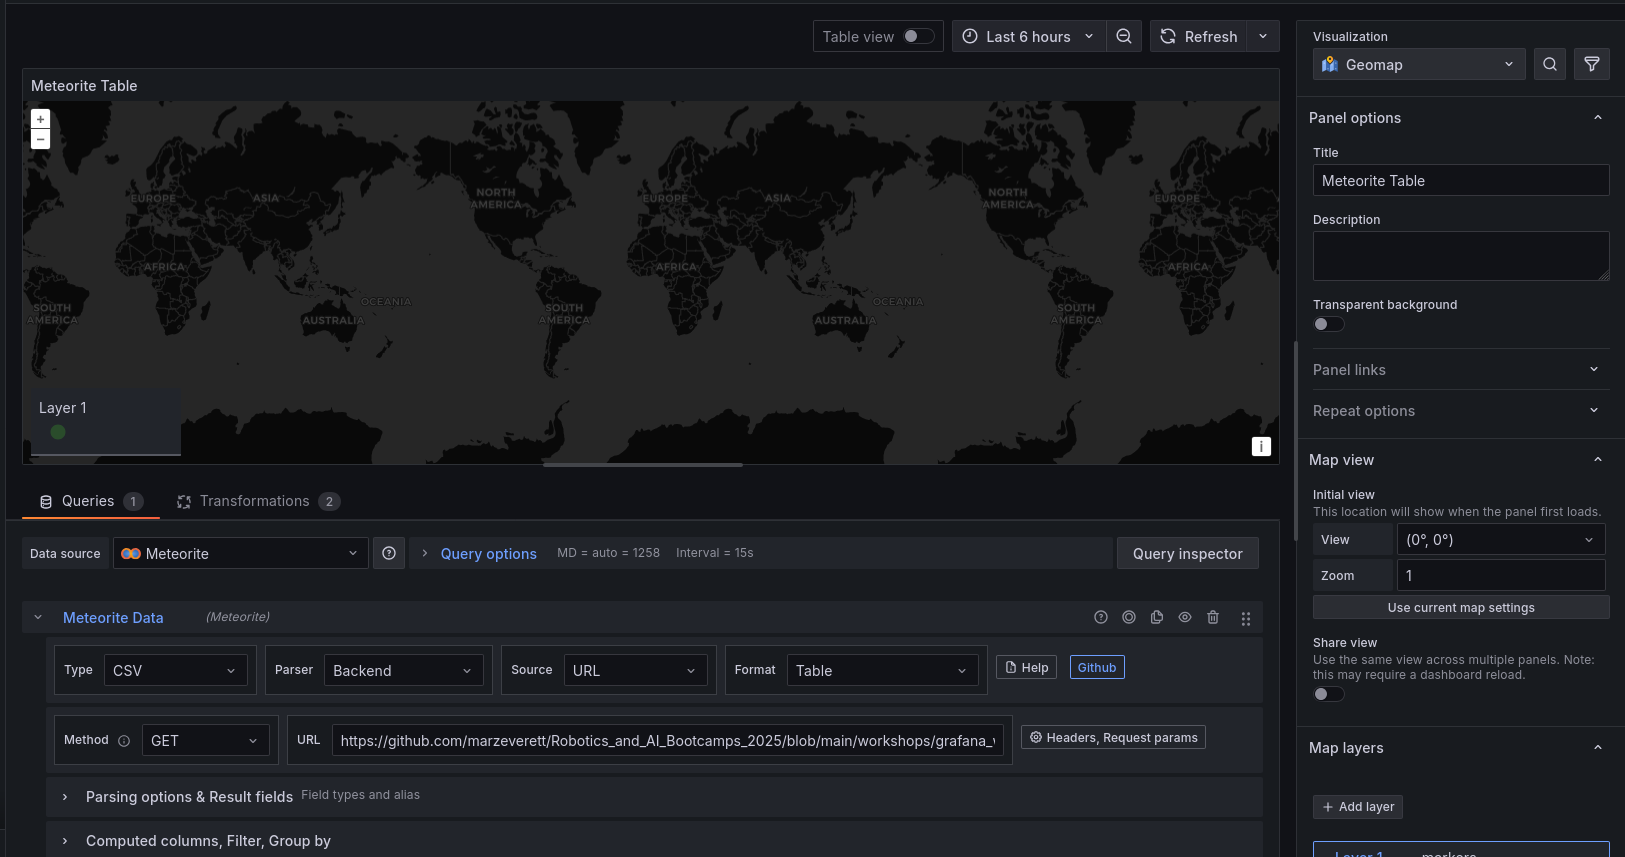 Table view
Last 6 hours
Refresh
Meteorite Table
+
−
EUROPE
ASIA
NORTH
AMERICA
EUROPE
ASIA
NORTH
AMERICA
EUROPE
AFRICA
AFRICA
AFRICA
OCEANIA
OCEANIA
SOUTH
AMERICA
AUSTRALIA
SOUTH
AMERICA
AUSTRALIA
SOUTH
AMERICA
Layer 1
i
Queries 1
Transformations 2
Data source
Meteorite
Query options MD = auto = 1258 Interval = 15s
Query inspector
Meteorite Data (Meteorite)
Type CSV
Parser Backend
Source URL
Format Table
Help
Github
Method GET
URL https://github.com/marzeverett/Robotics_and_AI_Bootcamps_2025/blob/main/workshops/grafana_
Headers, Request params
Parsing options & Result fields Field types and alias
Computed columns, Filter, Group by
Visualization
Geomap
Panel options
Title
Meteorite Table
Description
Transparent background
Panel links
Repeat options
Map view
Initial view
This location will show when the panel first loads.
View (0°, 0°)
Zoom 1
Use current map settings
Share view
Use the same view across multiple panels. Note:
this may require a dashboard reload.
Map layers
+ Add layer
Layer 1 markers